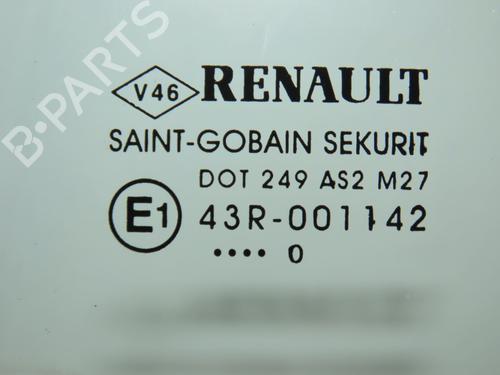 B-PARTS
V46 RENAULT
SAINT-GOBAIN SEKURIT
DOT 249 AS2 M27
E1 43R-001142
.... 0